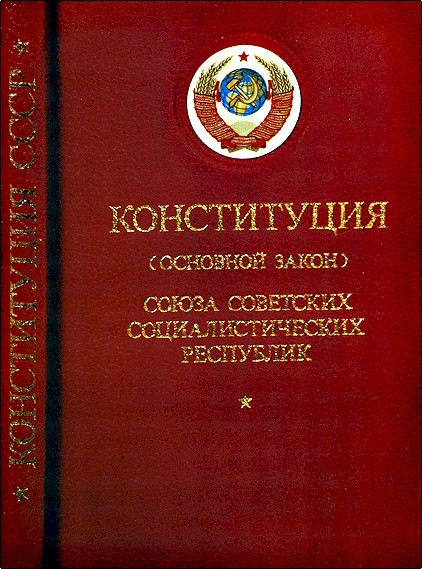 КОНСТИТУЦИЯ СССР
КОНСТИТУЦИЯ
(ОСНОВНОЙ ЗАКОН)
СОЮЗА СОВЕТСКИХ
СОЦИАЛИСТИЧЕСКИХ
РЕСПУБЛИК